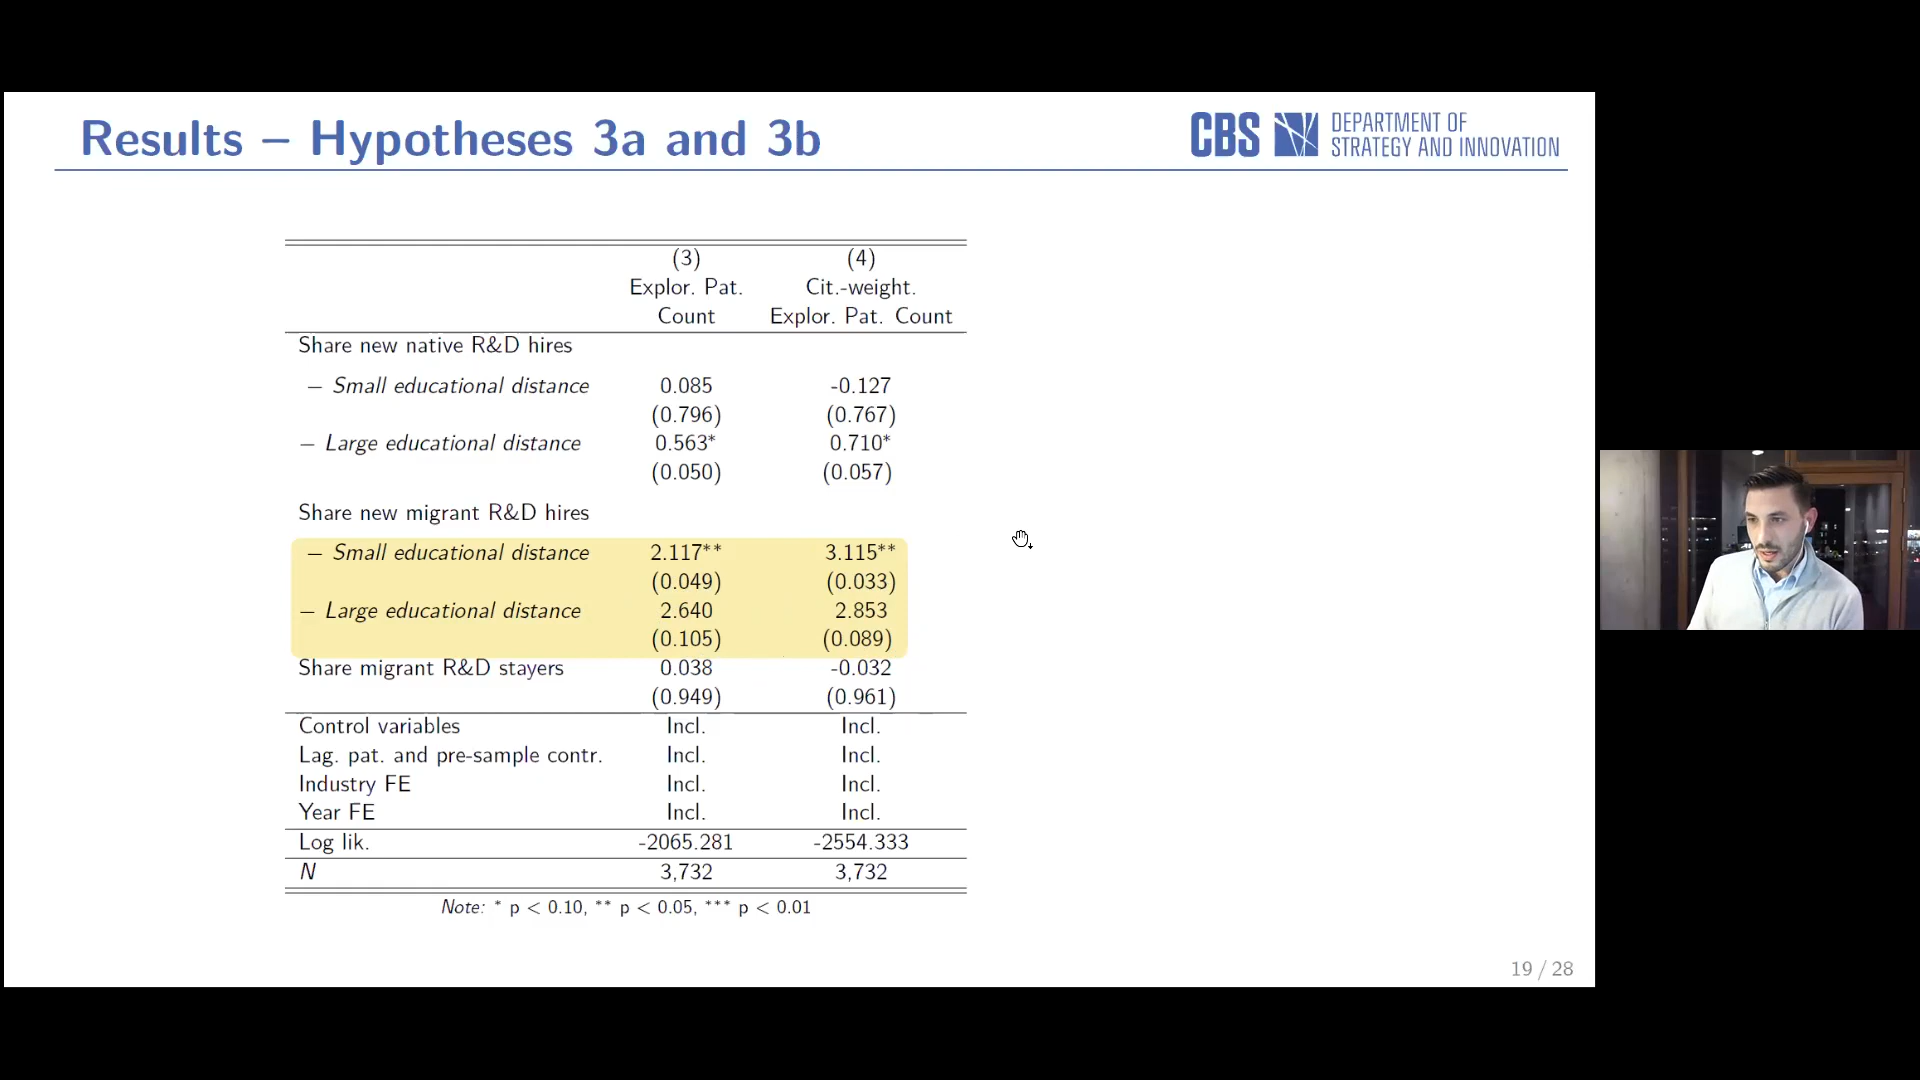 Results – Hypotheses 3a and 3b
CBS DEPARTMENT OF
STRATEGY AND INNOVATION
(3) (4)
Explor. Pat. Cit.-weight.
Count Explor. Pat. Count
Share new native R&D hires
– Small educational distance 0.085 -0.127
(0.796) (0.767)
– Large educational distance 0.563* 0.710*
(0.050) (0.057)
Share new migrant R&D hires
– Small educational distance 2.117** 3.115**
(0.049) (0.033)
– Large educational distance 2.640 2.853
(0.105) (0.089)
Share migrant R&D stayers 0.038 -0.032
(0.949) (0.961)
Control variables Incl. Incl.
Lag. pat. and pre-sample contr. Incl. Incl.
Industry FE Incl. Incl.
Year FE Incl. Incl.
Log lik. -2065.281 -2554.333
N 3,732 3,732
Note: * p < 0.10, ** p < 0.05, *** p < 0.01
19 / 28